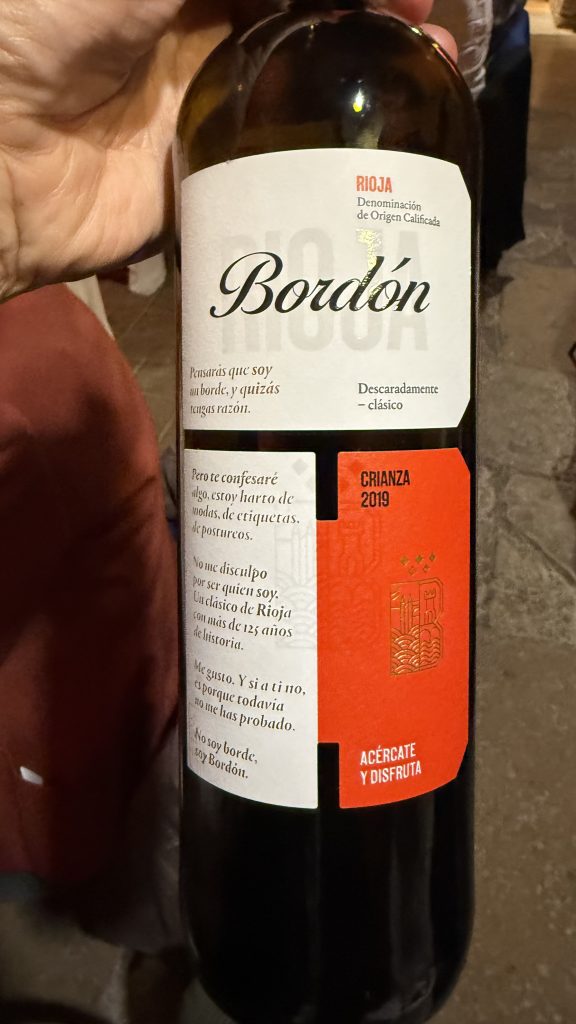 RIOJA
Denominación
de Origen Calificada
RIOJA
Bordón
Pensarás que soy
un borde, y quizás
tengas razón.
Descaradamente
– clásico
Pero te confesaré
algo, estoy harto de
modas, de etiquetas,
de postureos.
No me disculpo
por ser quien soy.
Un clásico de Rioja
con más de 125 años
de historia.
Me gusto. Y si a ti no,
es porque todavía
no me has probado.
No soy borde,
soy Bordón.
CRIANZA
2019
ACÉRCATE
Y DISFRUTA